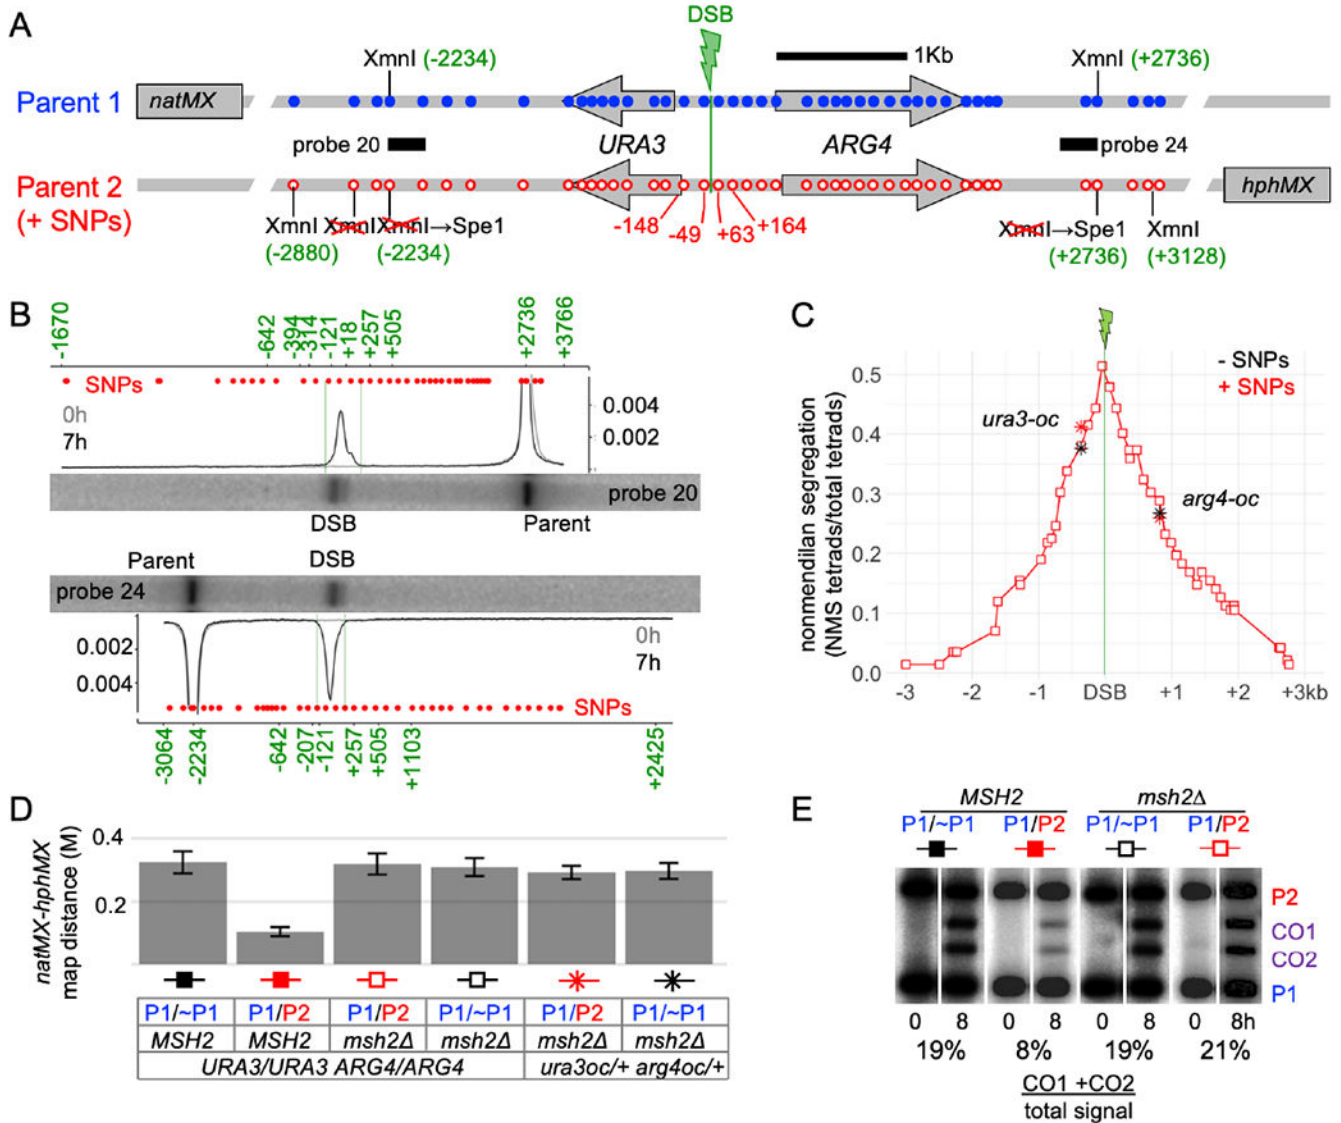 A
DSB
XmnI (-2234)
1Kb
XmnI (+2736)
Parent 1
natMX
probe 20
URA3
ARG4
probe 24
Parent 2
(+ SNPs)
hphMX
-148
-49
+63
+164
XmnI
XmnI
XmnI→Spe1
XmnI→Spe1
XmnI
(-2880)
(-2234)
(+2736)
(+3128)
B
-1670
-642
-394
-314
-121
+18
+257
+505
+2736
+3766
SNPs
0h
7h
0.004
0.002
probe 20
DSB
Parent
Parent
DSB
probe 24
0.002
0.004
0h
7h
SNPs
-3064
-2234
-642
-207
-121
+257
+505
+1103
+2425
C
nonmendilan segregation
(NMS tetrads/total tetrads)
0.5
0.4
0.3
0.2
0.1
0.0
- SNPs
+ SNPs
ura3-oc
arg4-oc
-3
-2
-1
DSB
+1
+2
+3kb
D
natMX-hphMX
map distance (M)
0.4
0.2
P1/~P1 P1/P2 P1/P2 P1/~P1 P1/P2 P1/~P1
MSH2 MSH2 msh2Δ msh2Δ msh2Δ msh2Δ
URA3/URA3 ARG4/ARG4 ura3oc/+ arg4oc/+
E
MSH2 msh2Δ
P1/~P1 P1/P2 P1/~P1 P1/P2
P2
CO1
CO2
P1
0 8 0 8 0 8 0 8h
19% 8% 19% 21%
CO1 +CO2
total signal